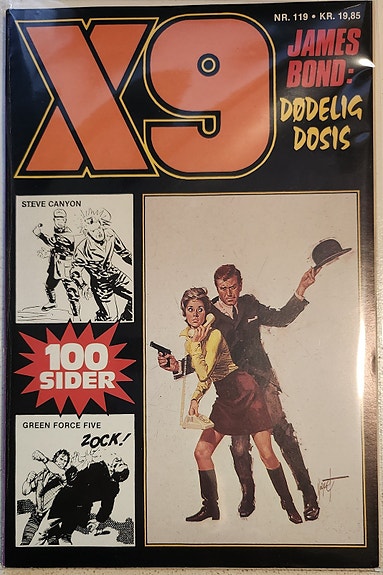 X9
NR. 119 • KR. 19,85
JAMES
BOND:
DØDELIG
DOSIS
STEVE CANYON
100
SIDER
GREEN FORCE FIVE
ZOCK!